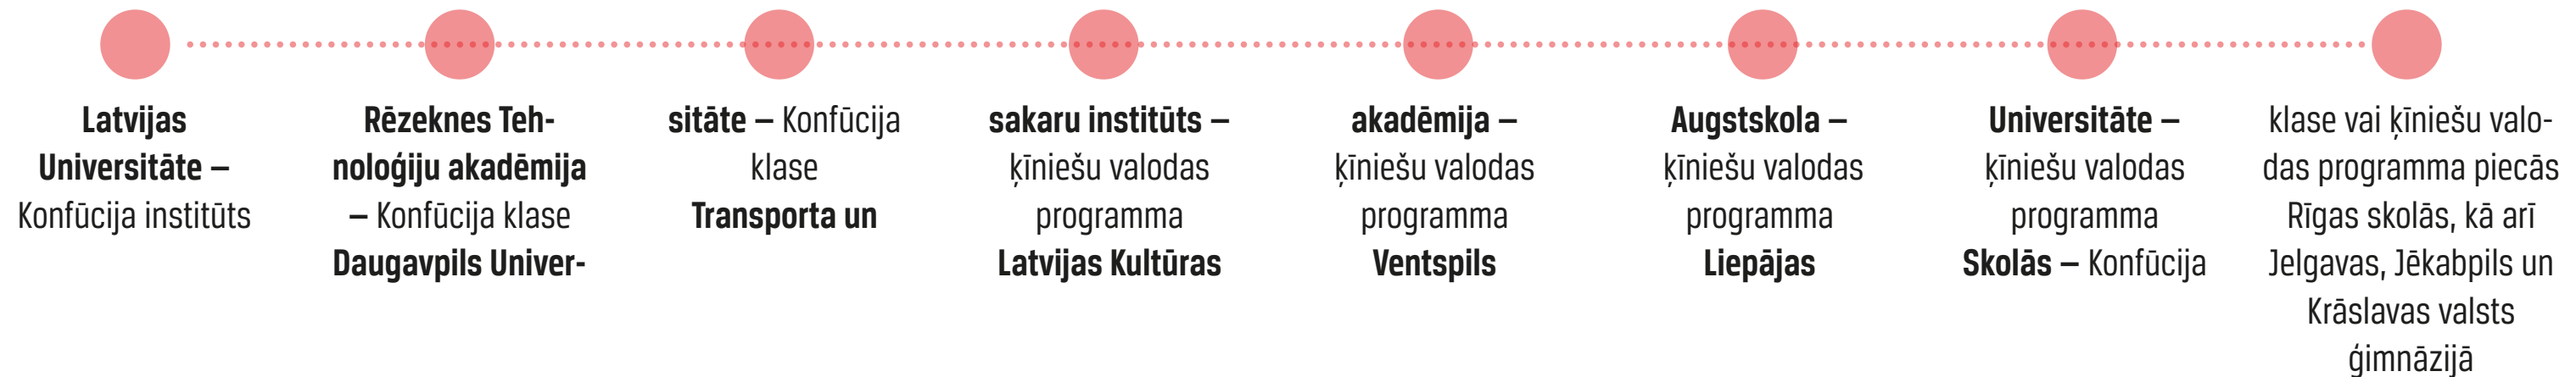 Latvijas
Universitāte –
Konfūcija institūts
Rēzeknes Teh-
noloģiju akadēmija
– Konfūcija klase
Daugavpils Univer-
sitāte – Konfūcija
klase
Transporta un
sakaru institūts –
ķīniešu valodas
programma
Latvijas Kultūras
akadēmija –
ķīniešu valodas
programma
Ventspils
Augstskola –
ķīniešu valodas
programma
Liepājas
Universitāte –
ķīniešu valodas
programma
Skolās – Konfūcija
klase vai ķīniešu valo-
das programma piecās
Rīgas skolās, kā arī
Jelgavas, Jēkabpils un
Krāslavas valsts
ģimnāzijā